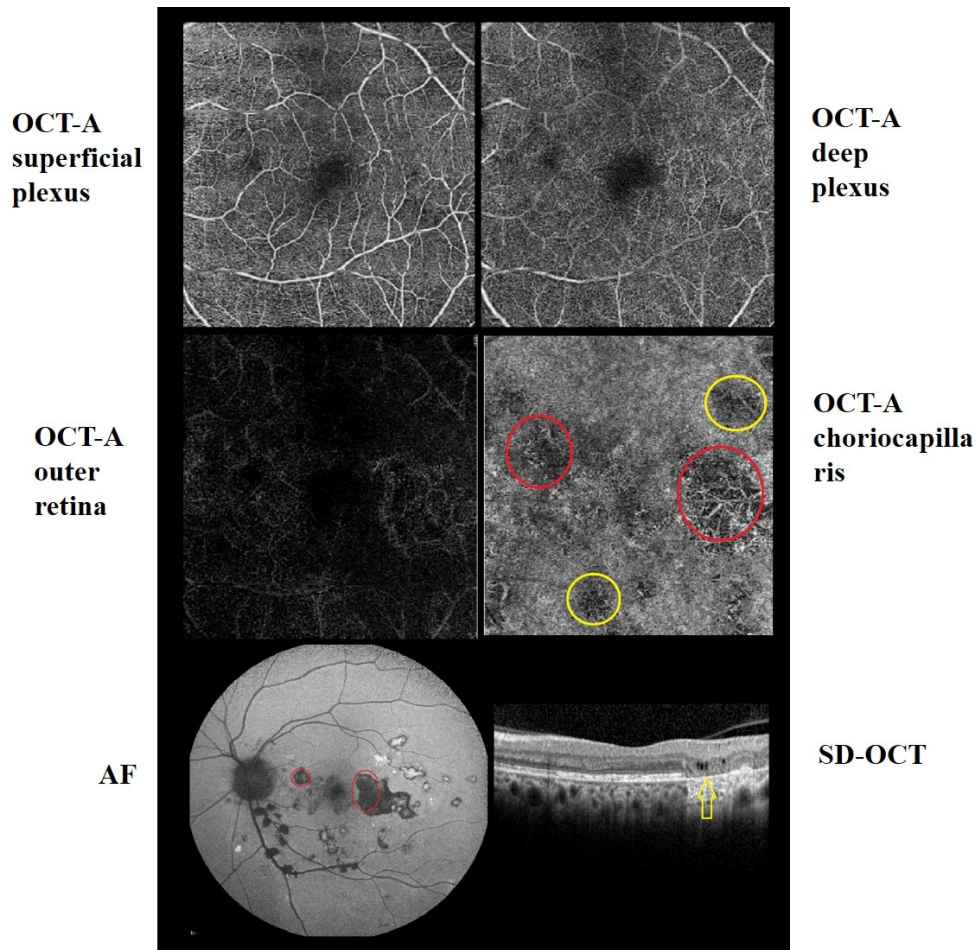 OCT-A
superficial
plexus
OCT-A
deep
plexus
OCT-A
outer
retina
OCT-A
choriocapilla
ris
AF
SD-OCT